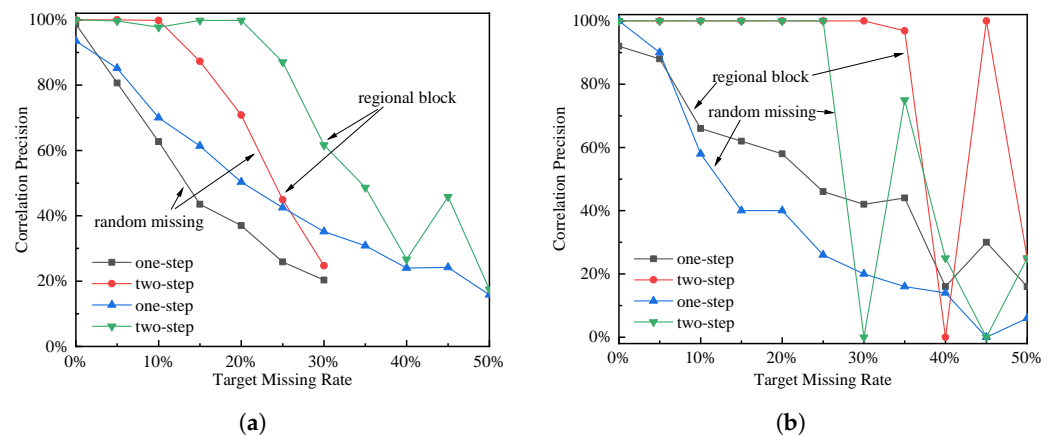 100%
80%
60%
40%
20%
0%
Correlation Precision
regional block
random missing
one-step
two-step
one-step
two-step
0%
10%
20%
30%
40%
50%
Target Missing Rate
(a)
100%
80%
60%
40%
20%
0%
Correlation Precision
regional block
random missing
one-step
two-step
one-step
two-step
0%
10%
20%
30%
40%
50%
Target Missing Rate
(b)